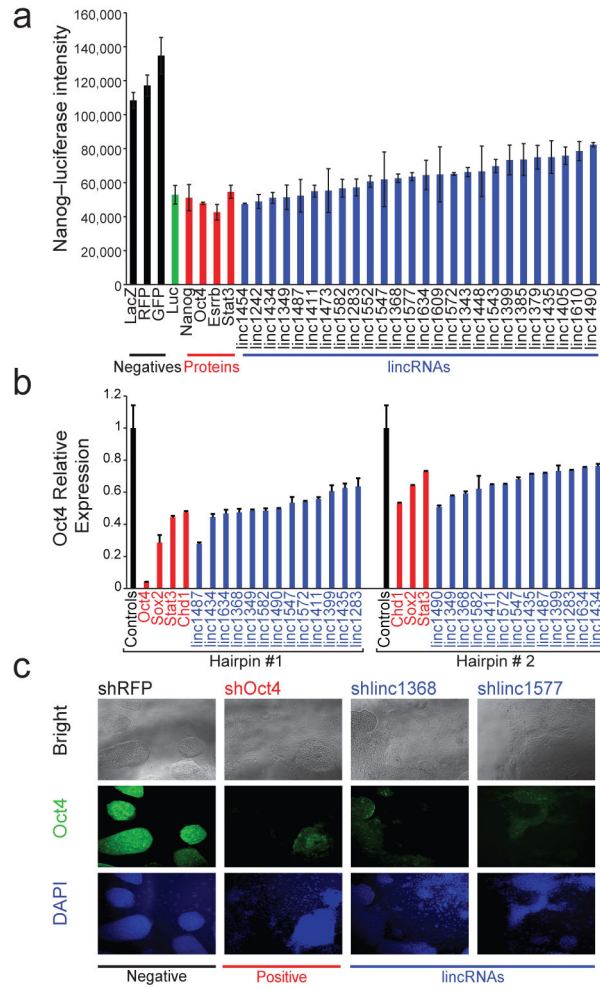 a
Nanog–luciferase intensity
160,000
140,000
120,000
100,000
80,000
60,000
40,000
20,000
0
LacZ
RFP
GFP
Luc
Nanog
Oct4
Esrrb
Stat3
linc1454
linc1242
linc1434
linc1349
linc1487
linc1411
linc1473
linc1582
linc1283
linc1552
linc1547
linc1368
linc1577
linc1634
linc1609
linc1572
linc1343
linc1448
linc1543
linc1399
linc1385
linc1379
linc1435
linc1405
linc1610
linc1490
Negatives
Proteins
lincRNAs
b
Oct4 Relative
Expression
1.2
1
0.8
0.6
0.4
0.2
0
Controls
Oct4
Sox2
Stat3
Chd1
linc1487
linc1434
linc1634
linc1368
linc1349
linc1582
linc1490
linc1547
linc1572
linc1411
linc1399
linc1435
linc1283
Controls
Chd1
Sox2
Stat3
linc1490
linc1349
linc1368
linc1582
linc1411
linc1572
linc1547
linc1435
linc1487
linc1399
linc1283
linc1634
linc1434
Hairpin #1
Hairpin # 2
c
shRFP
shOct4
shlinc1368
shlinc1577
Bright
Oct4
DAPI
Negative
Positive
lincRNAs